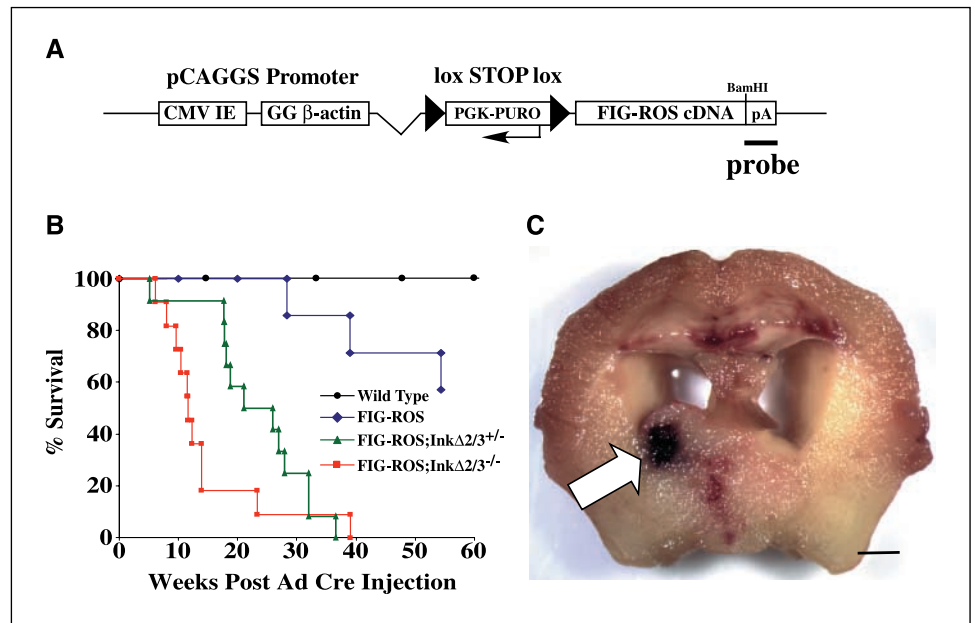 A
pCAGGS Promoter
lox STOP lox
CMV IE
GG β-actin
PGK-PURO
FIG-ROS cDNA
BamHI
pA
probe
B
% Survival
100
80
60
40
20
0
0 10 20 30 40 50 60
Weeks Post Ad Cre Injection
Wild Type
FIG-ROS
FIG-ROS;InkΔ2/3+/-
FIG-ROS;InkΔ2/3-/-
C